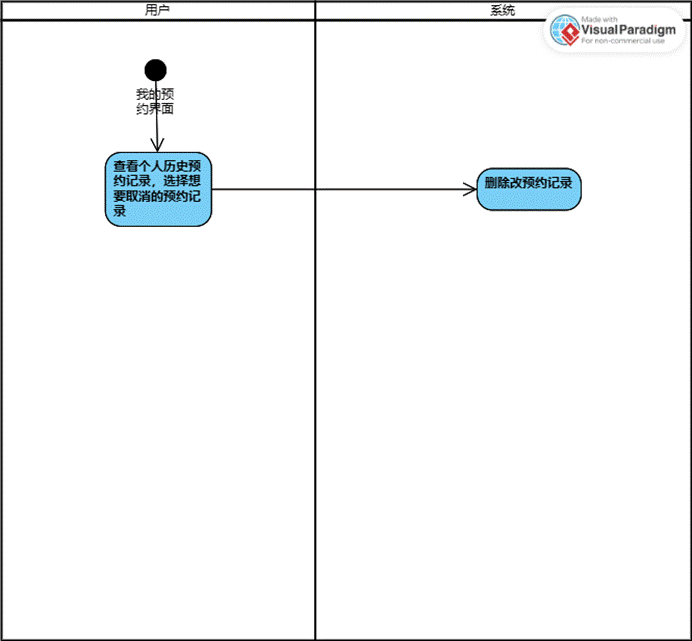 用户
系统
Made with
VisualParadigm
For non-commercial use
我的预
约界面
查看个人历史预
约记录，选择想
要取消的预约记
录
删除改预约记录